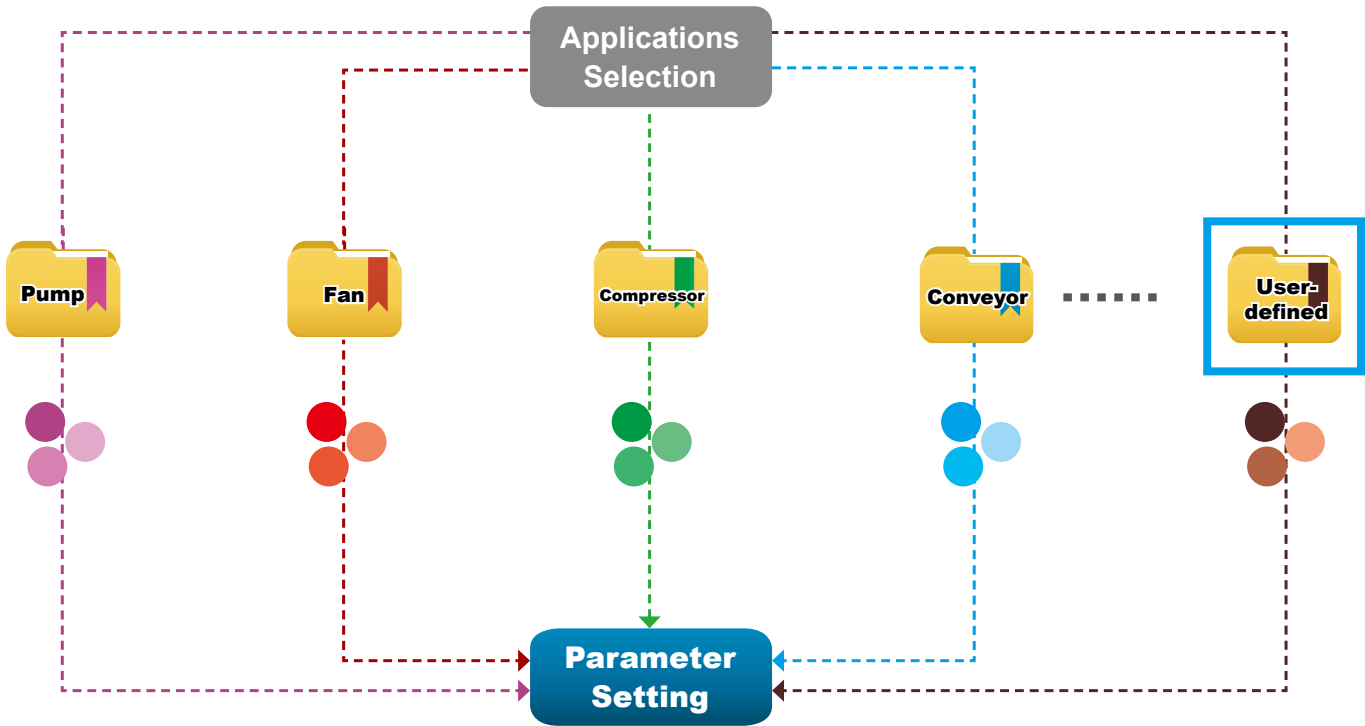 Applications
Selection
Pump
Fan
Compressor
Conveyor
User-
defined
Parameter
Setting